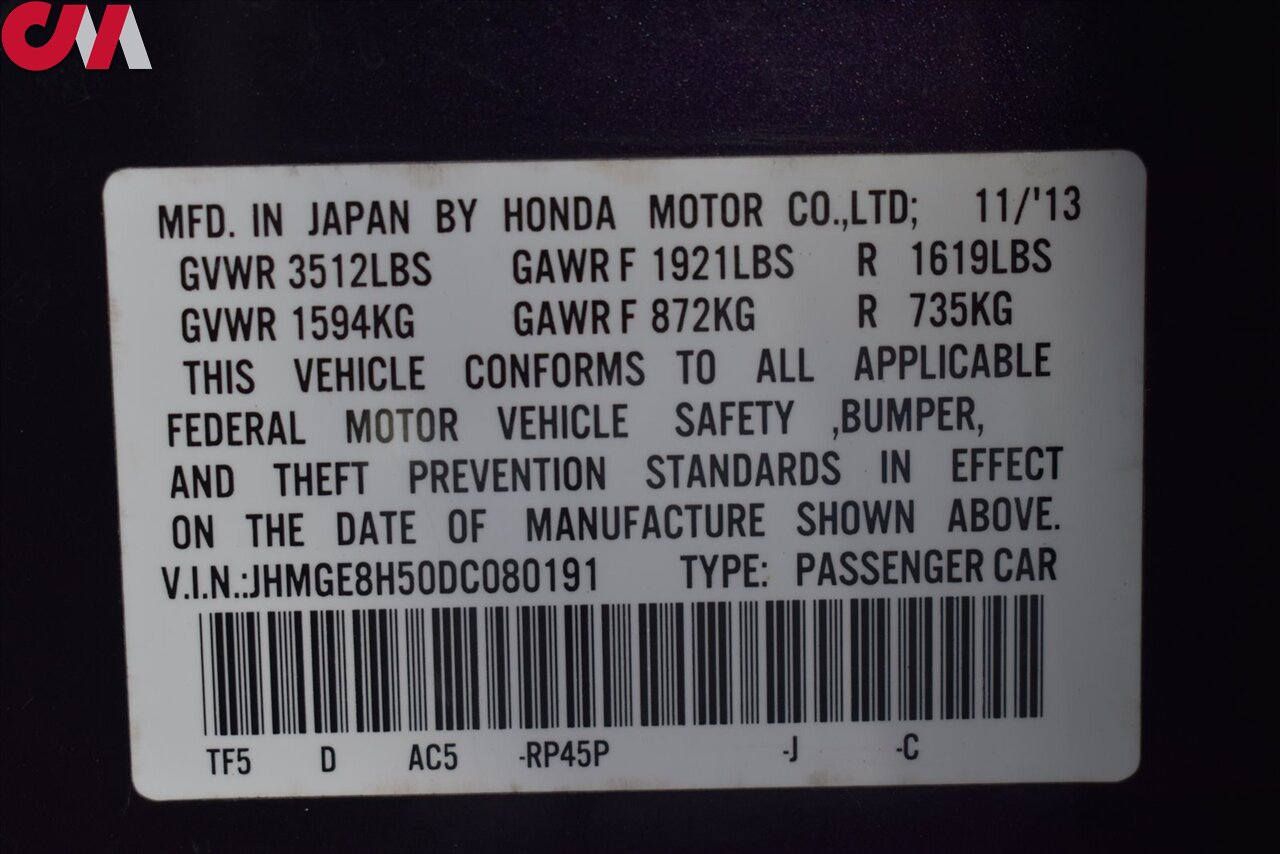 CM
MFD. IN JAPAN BY HONDA MOTOR CO.,LTD; 11/'13
GVWR 3512LBS GAWR F 1921LBS R 1619LBS
GVWR 1594KG GAWR F 872KG R 735KG
THIS VEHICLE CONFORMS TO ALL APPLICABLE
FEDERAL MOTOR VEHICLE SAFETY ,BUMPER,
AND THEFT PREVENTION STANDARDS IN EFFECT
ON THE DATE OF MANUFACTURE SHOWN ABOVE.
V.I.N.:JHMGE8H50DC080191 TYPE: PASSENGER CAR
TF5 D AC5 -RP45P -J -C